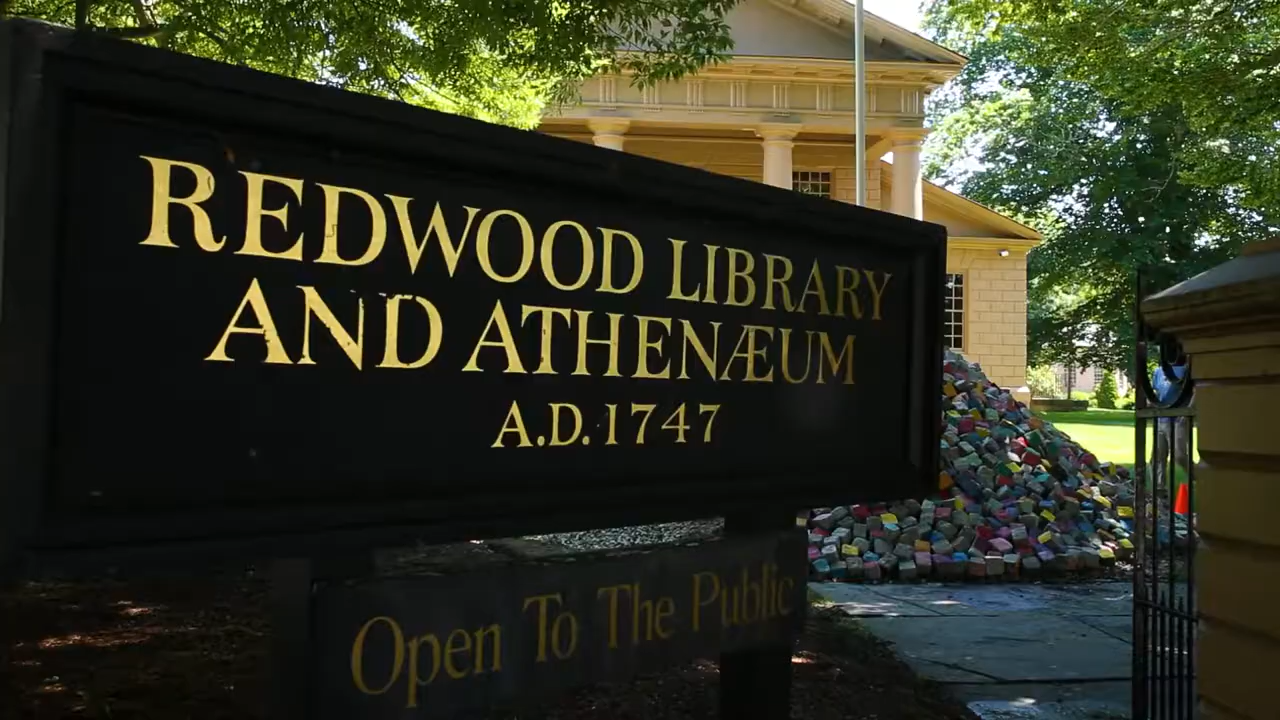 REDWOOD LIBRARY
AND ATHENÆUM
A.D. 1747
Open To The Public